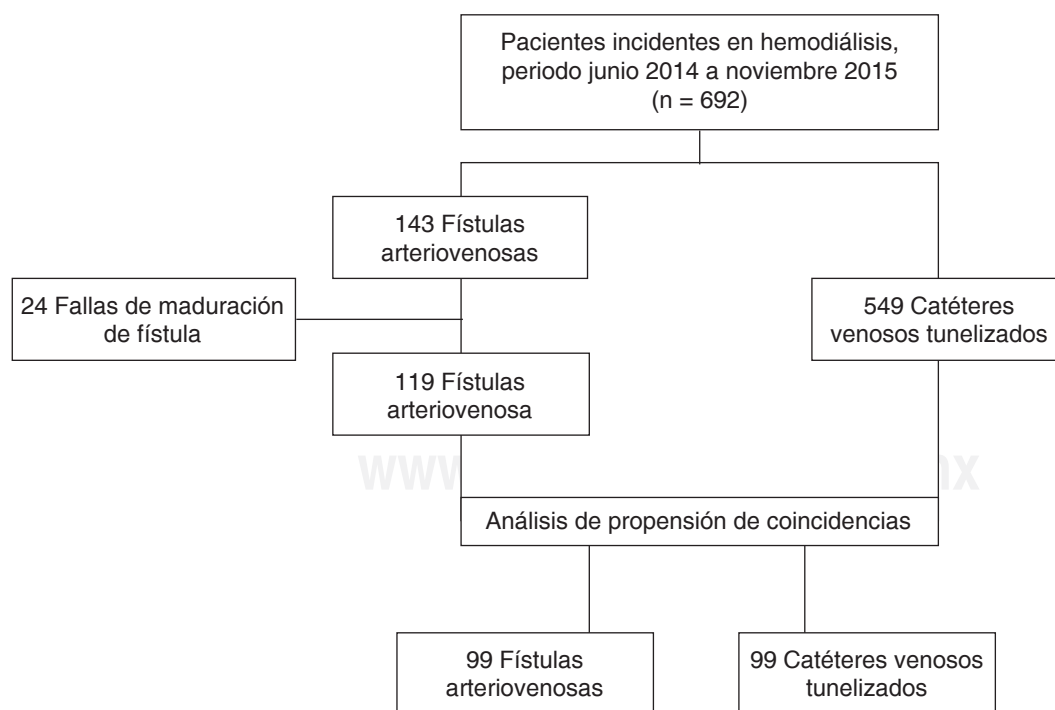 Pacientes incidentes en hemodiálisis,
periodo junio 2014 a noviembre 2015
(n = 692)
143 Fístulas
arteriovenosas
24 Fallas de maduración
de fístula
549 Catéteres
venosos tunelizados
119 Fístulas
arteriovenosa
www
x
Análisis de propensión de coincidencias
99 Fístulas
arteriovenosas
99 Catéteres venosos
tunelizados